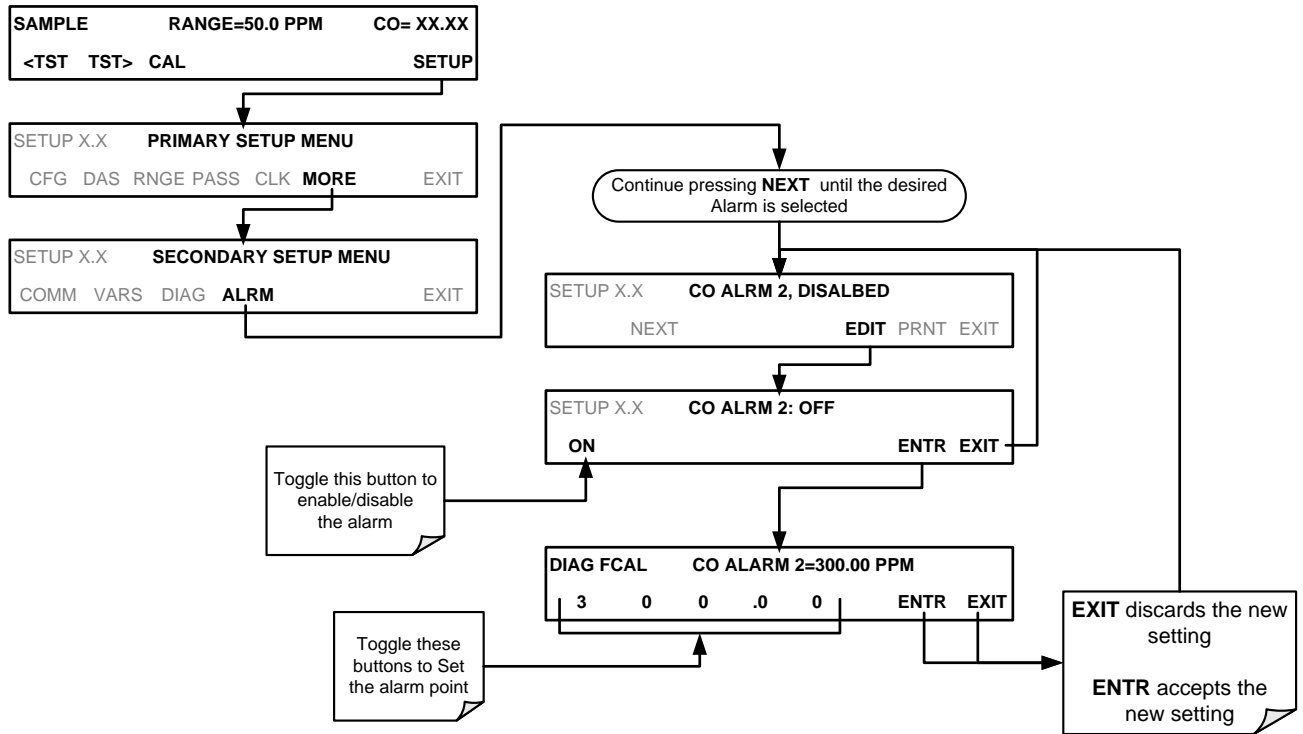 SAMPLE RANGE=50.0 PPM CO= XX.XX
<TST TST> CAL SETUP
SETUP X.X PRIMARY SETUP MENU
CFG DAS RNGE PASS CLK MORE EXIT
SETUP X.X SECONDARY SETUP MENU
COMM VARS DIAG ALRM EXIT
Continue pressing NEXT until the desired
Alarm is selected
SETUP X.X CO ALRM 2, DISALBED
NEXT EDIT PRNT EXIT
SETUP X.X CO ALRM 2: OFF
ON ENTR EXIT
Toggle this button to
enable/disable
the alarm
DIAG FCAL CO ALARM 2=300.00 PPM
3 0 0 .0 0 ENTR EXIT
Toggle these
buttons to Set
the alarm point
EXIT discards the new
setting
ENTR accepts the
new setting